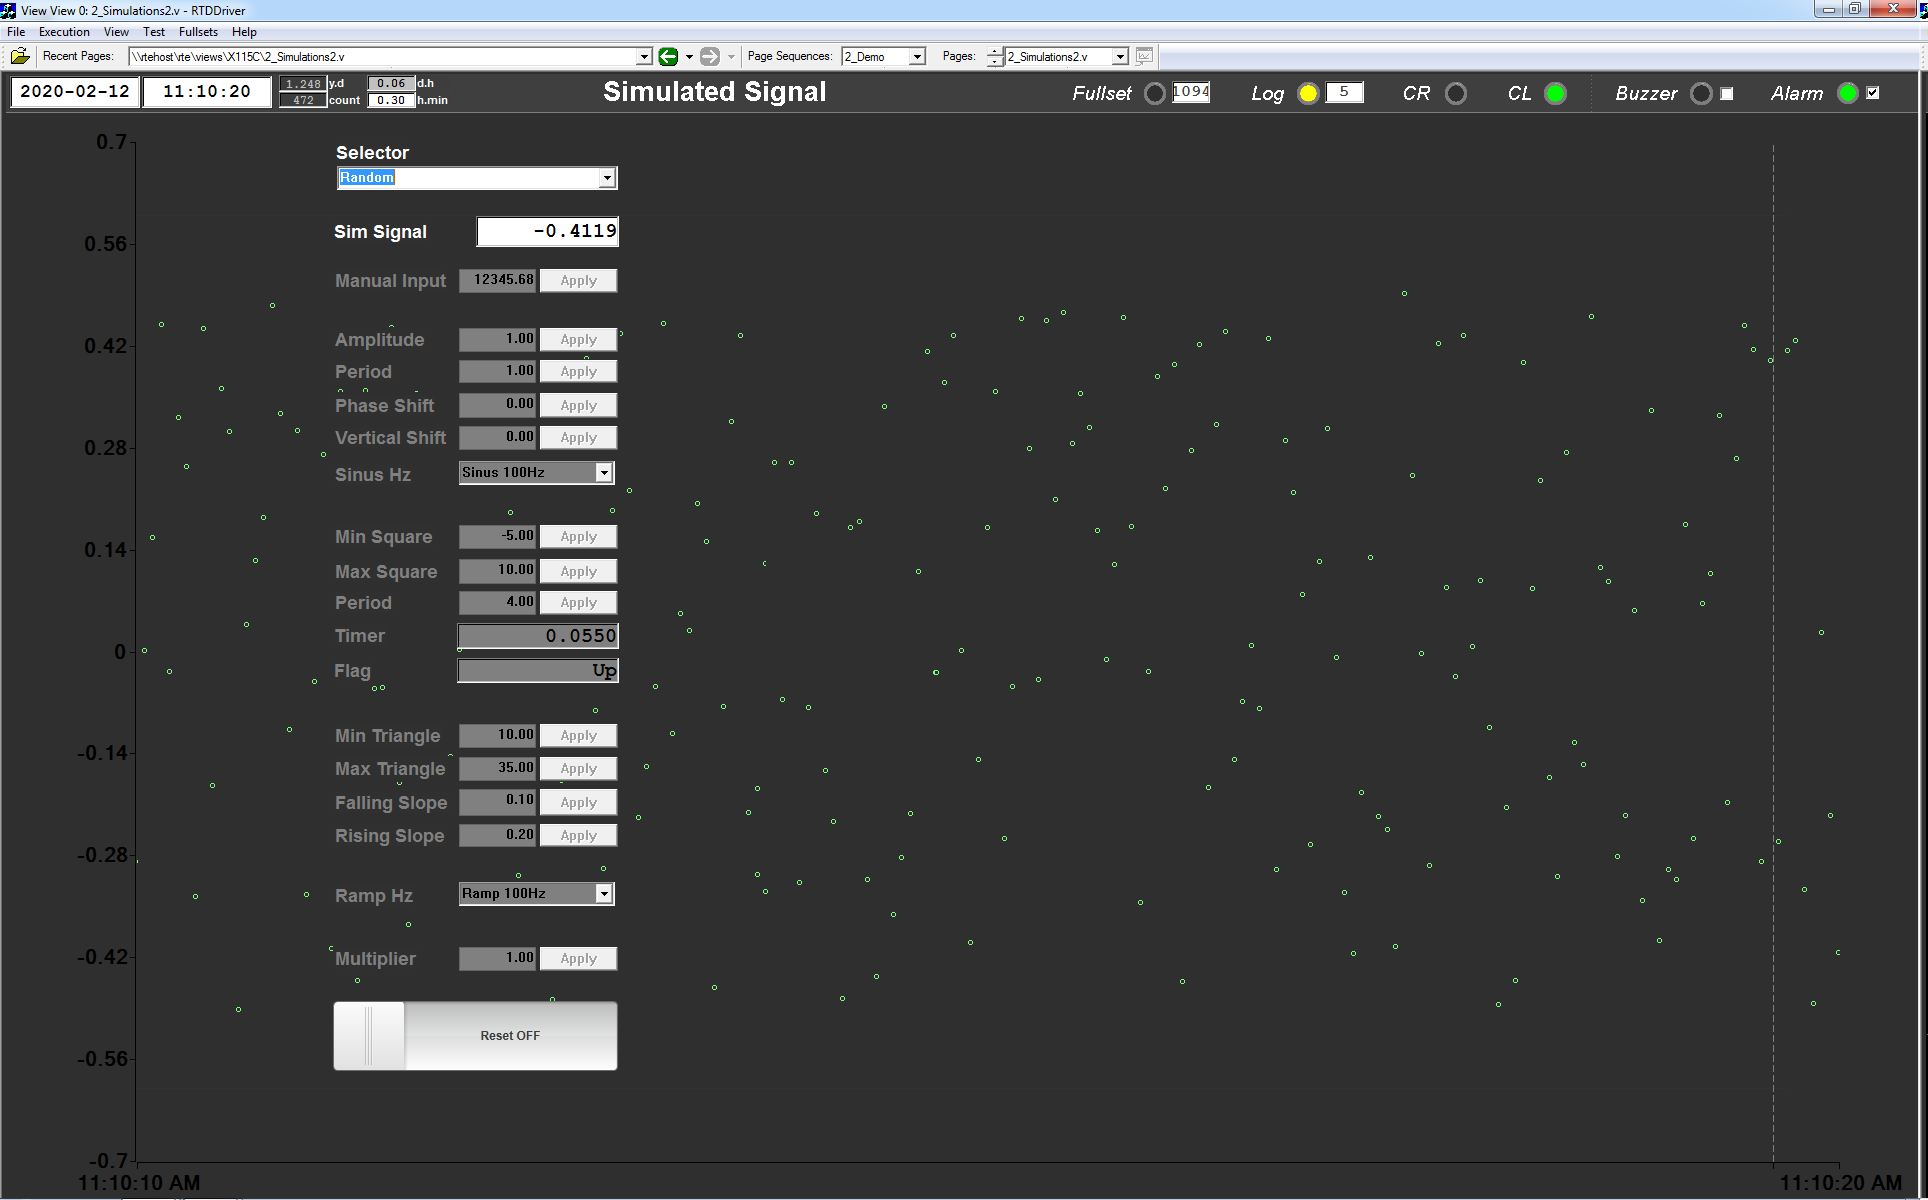 View View 0: 2_Simulations2.v - RTDDriver
File Execution View Test Fullsets Help
Recent Pages: \\rtehost\rte\views\X115C\2_Simulations2.v Page Sequences: 2_Demo Pages: 2_Simulations2.v
2020-02-12 11:10:20 1.248 y.d 0.06 d.h
472 count 0.30 h.min
Simulated Signal
Fullset 1094 Log 5 CR CL Buzzer Alarm
0.7
0.56
0.42
0.28
0.14
0
-0.14
-0.28
-0.42
-0.56
-0.7
11:10:10 AM
11:10:20 AM
Selector
Random
Sim Signal -0.4119
Manual Input 12345.68 Apply
Amplitude 1.00 Apply
Period 1.00 Apply
Phase Shift 0.00 Apply
Vertical Shift 0.00 Apply
Sinus Hz Sinus 100Hz
Min Square -5.00 Apply
Max Square 10.00 Apply
Period 4.00 Apply
Timer 0.0550
Flag Up
Min Triangle 10.00 Apply
Max Triangle 35.00 Apply
Falling Slope 0.10 Apply
Rising Slope 0.20 Apply
Ramp Hz Ramp 100Hz
Multiplier 1.00 Apply
Reset OFF